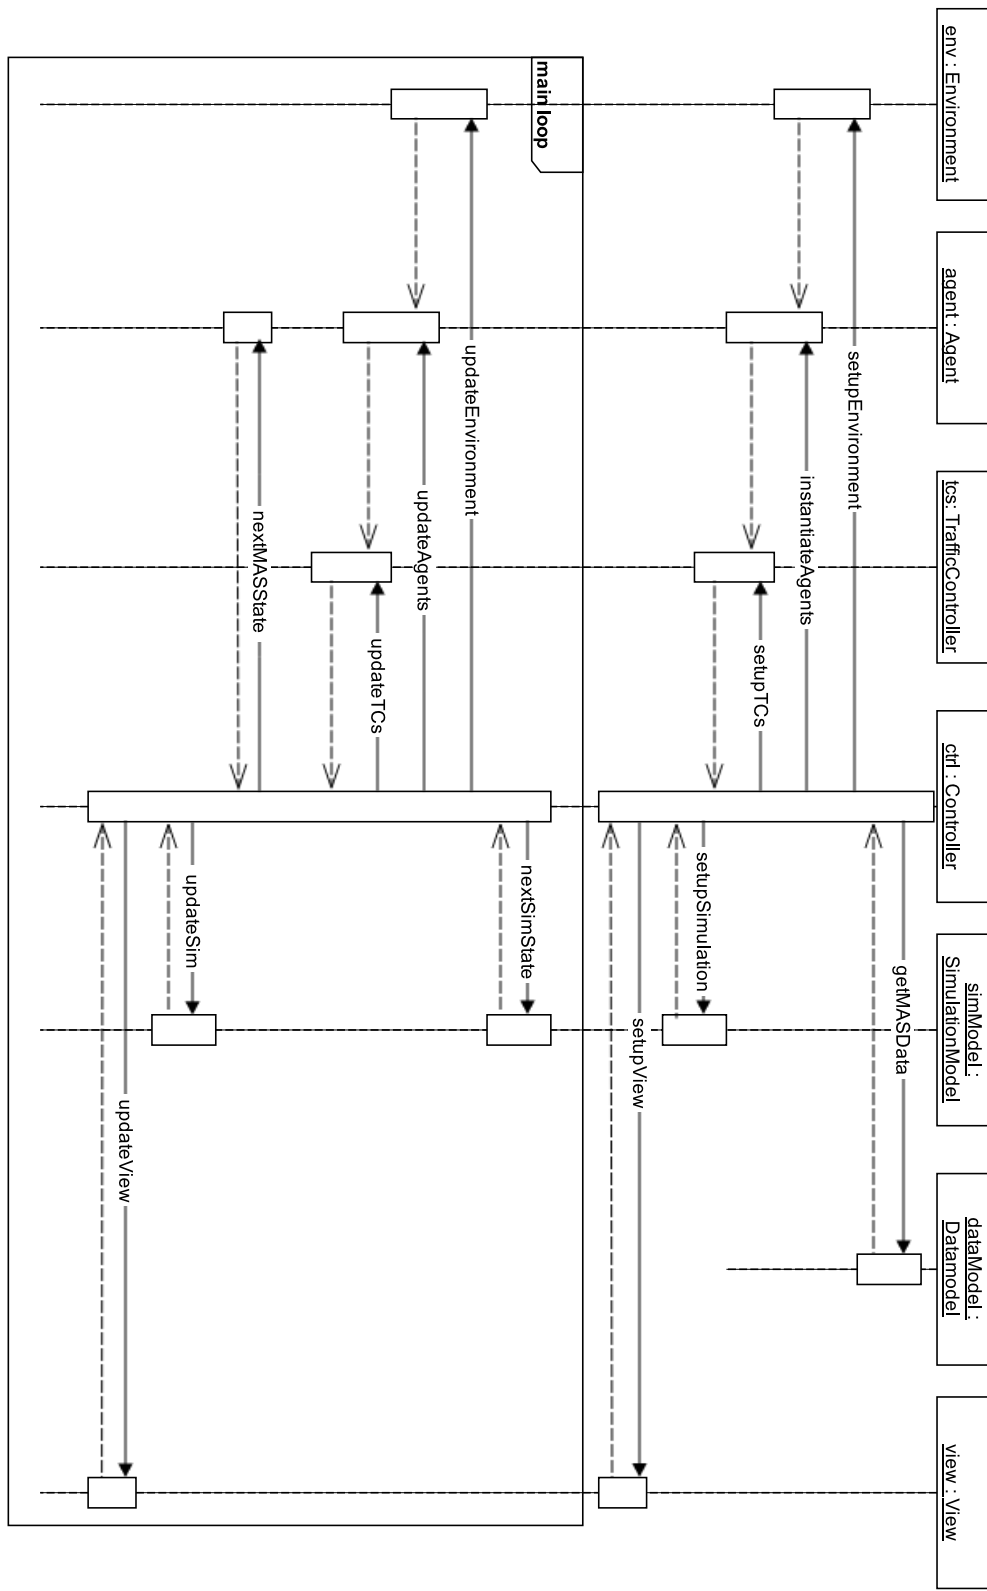 env : Environment
agent : Agent
tcs: TrafficController
ctrl : Controller
simModel :
SimulationModel
dataModel :
Datamodel
view : View
getMASData
setupEnvironment
instantiateAgents
setupTCs
setupSimulation
setupView
main loop
nextSimState
updateEnvironment
updateAgents
updateTCs
nextMASState
updateSim
updateView